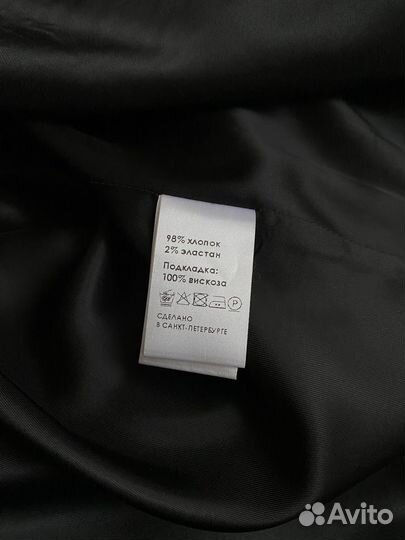 98% хлопок
2% эластан
Подкладка:
100% вискоза
СДЕЛАНО
В САНКТ-ПЕТЕРБУРГЕ
Avito